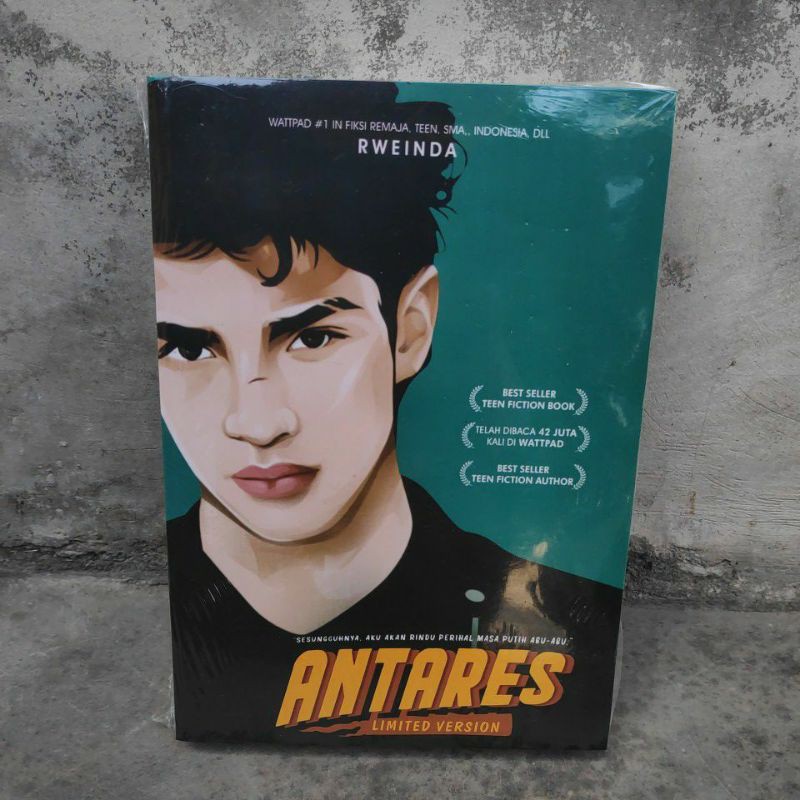 WATTPAD #1 IN FIKSI REMAJA, TEEN, SMA,, INDONESIA, DLL
RWEINDA
BEST SELLER
TEEN FICTION BOOK
TELAH DIBACA 42 JUTA
KALI DI WATTPAD
BEST SELLER
TEEN FICTION AUTHOR
"SESUNGGUHNYA, AKU AKAN RINDU PERIHAL MASA PUTIH ABU-ABU."
ANTARES
LIMITED VERSION